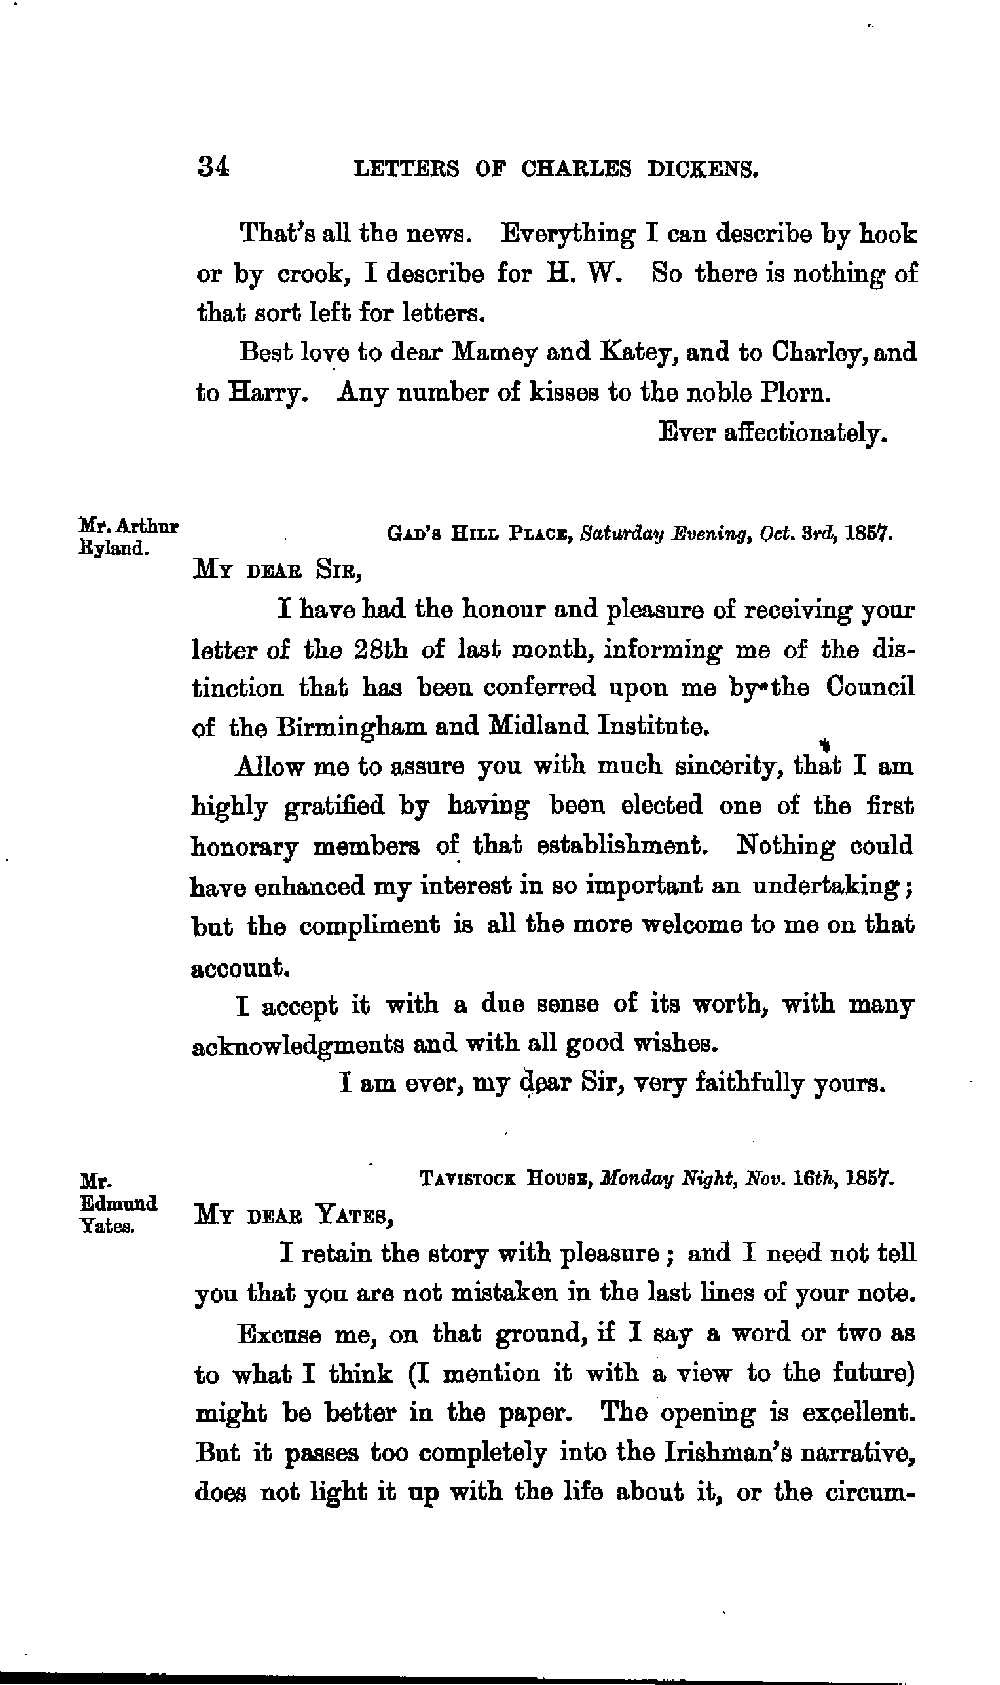 34 LETTERS OF CHARLES DICKENS.
That's all the news. Everything I can describe by hook
or by crook, I describe for H. W. So there is nothing of
that sort left for letters.
Best love to dear Mamey and Katey, and to Charley, and
to Harry. Any number of kisses to the noble Plorn.
Ever affectionately.
Mr. Arthur
Ryland.
GAD'S HILL PLACE, Saturday Evening, Oct. 3rd, 1857.
MY DEAR SIR,
I have had the honour and pleasure of receiving your
letter of the 28th of last month, informing me of the dis-
tinction that has been conferred upon me by the Council
of the Birmingham and Midland Institute.
Allow me to assure you with much sincerity, that I am
highly gratified by having been elected one of the first
honorary members of that establishment. Nothing could
have enhanced my interest in so important an undertaking;
but the compliment is all the more welcome to me on that
account.
I accept it with a due sense of its worth, with many
acknowledgments and with all good wishes.
I am ever, my dear Sir, very faithfully yours.
Mr.
Edmund
Yates.
TAVISTOCK HOUSE, Monday Night, Nov. 16th, 1857.
MY DEAR YATES,
I retain the story with pleasure; and I need not tell
you that you are not mistaken in the last lines of your note.
Excuse me, on that ground, if I say a word or two as
to what I think (I mention it with a view to the future)
might be better in the paper. The opening is excellent.
But it passes too completely into the Irishman's narrative,
does not light it up with the life about it, or the circum-